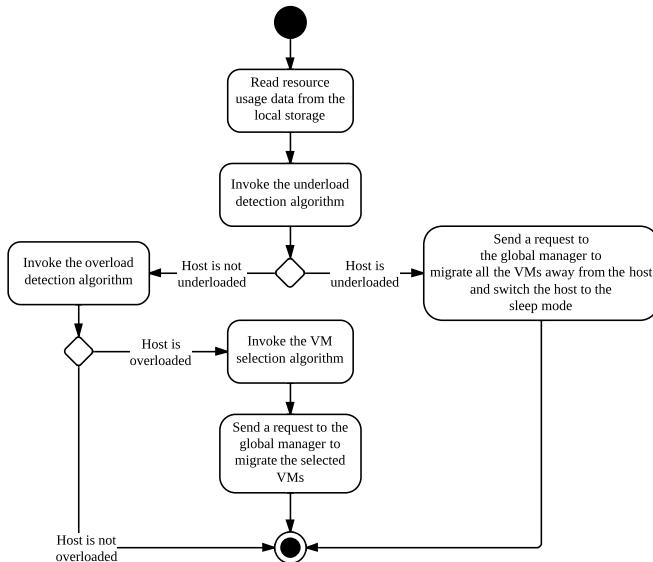 Read resource
usage data from the
local storage
Invoke the underload
detection algorithm
Host is not
underloaded
Host is
underloaded
Send a request to
the global manager to
migrate all the VMs away from the host
and switch the host to the
sleep mode
Invoke the overload
detection algorithm
Host is
overloaded
Invoke the VM
selection algorithm
Send a request to the
global manager to
migrate the selected
VMs
Host is not
overloaded